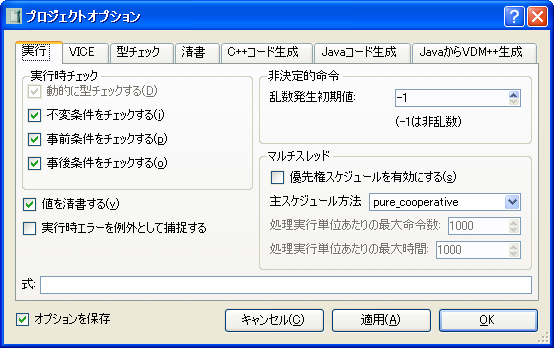 プロジェクトオプション
実行
VICE
型チェック
清書
C++コード生成
Javaコード生成
JavaからVDM++生成
実行時チェック
動的に型チェックする(D)
不変条件をチェックする(i)
事前条件をチェックする(p)
事後条件をチェックする(o)
値を清書する(v)
実行時エラーを例外として捕捉する
非決定的命令
乱数発生初期値: -1
(-1は非乱数)
マルチスレッド
優先権スケジュールを有効にする(s)
主スケジュール方法 pure_cooperative
処理実行単位あたりの最大命令数: 1000
処理実行単位あたりの最大時間: 1000
式:
オプションを保存
キャンセル(C)
適用(A)
OK